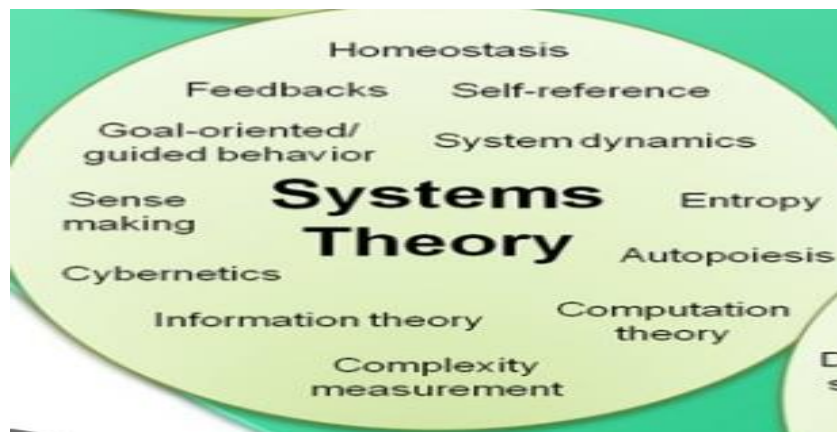 Homeostasis
Feedbacks
Self-reference
Goal-oriented/
guided behavior
System dynamics
Sense
making
Systems
Theory
Entropy
Autopoiesis
Cybernetics
Information theory
Computation
theory
Complexity
measurement